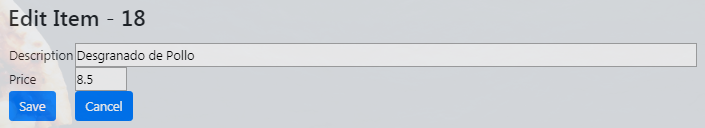 Edit Item - 18
Description Desgranado de Pollo
Price 8.5
Save Cancel